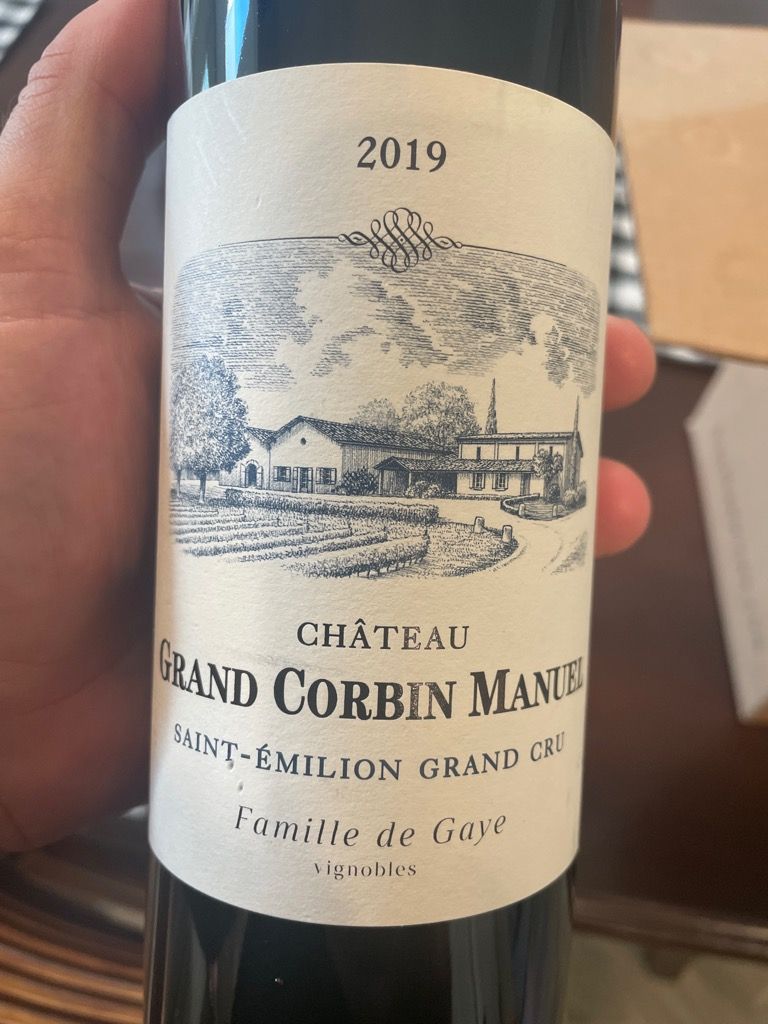 2019
CHÂTEAU
GRAND CORBIN MANUEL
SAINT-ÉMILION GRAND CRU
Famille de Gaye
vignobles